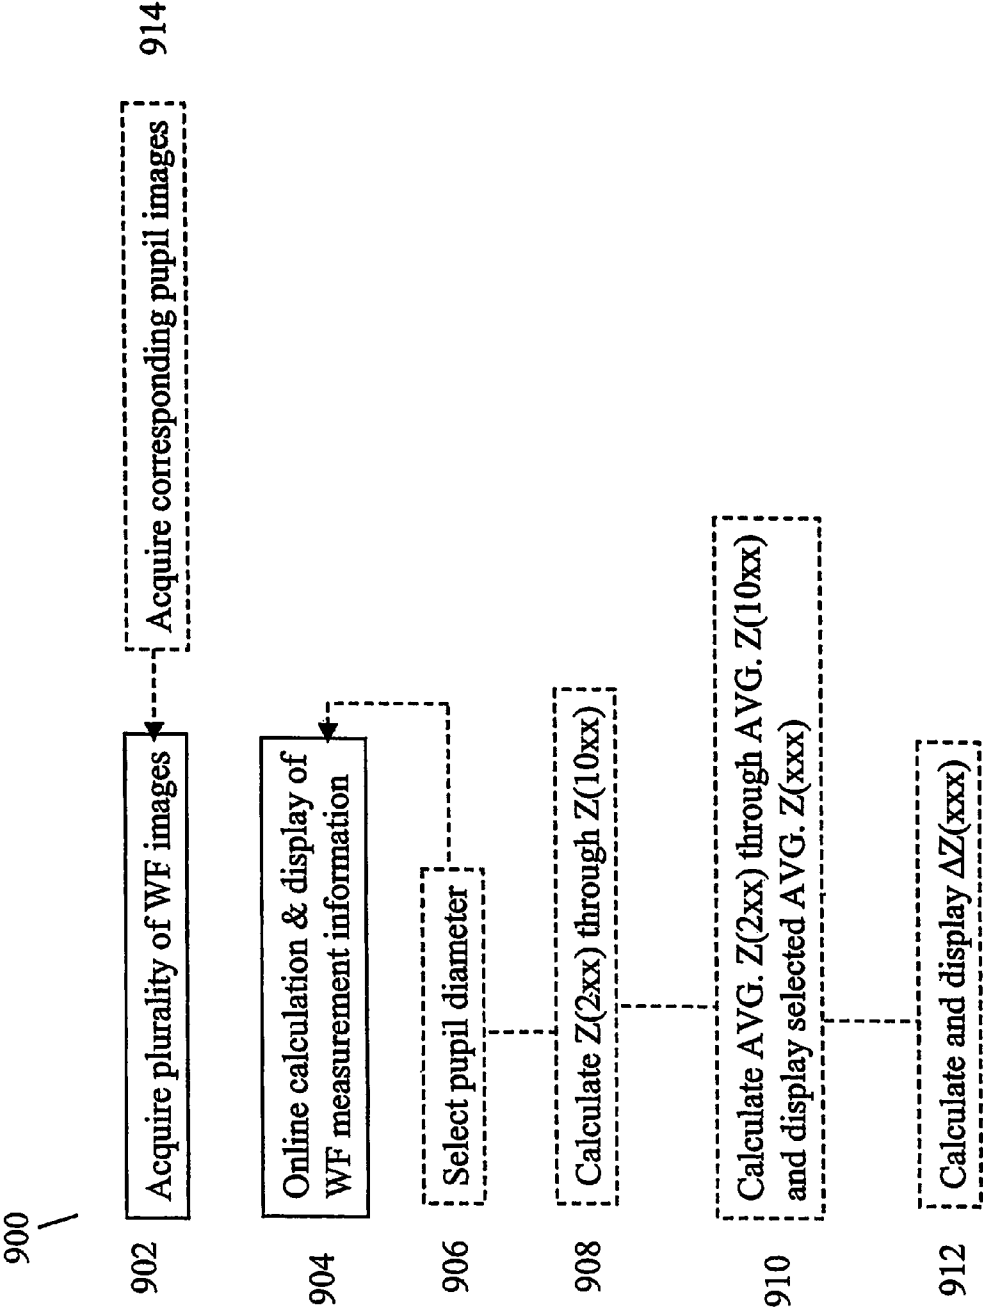 900
902
Acquire plurality of WF images
Acquire corresponding pupil images
914
904
Online calculation & display of
WF measurement information
906
Select pupil diameter
908
Calculate Z(2xx) through Z(10xx)
910
Calculate AVG. Z(2xx) through AVG. Z(10xx)
and display selected AVG. Z(xxx)
912
Calculate and display ΔZ(xxx)